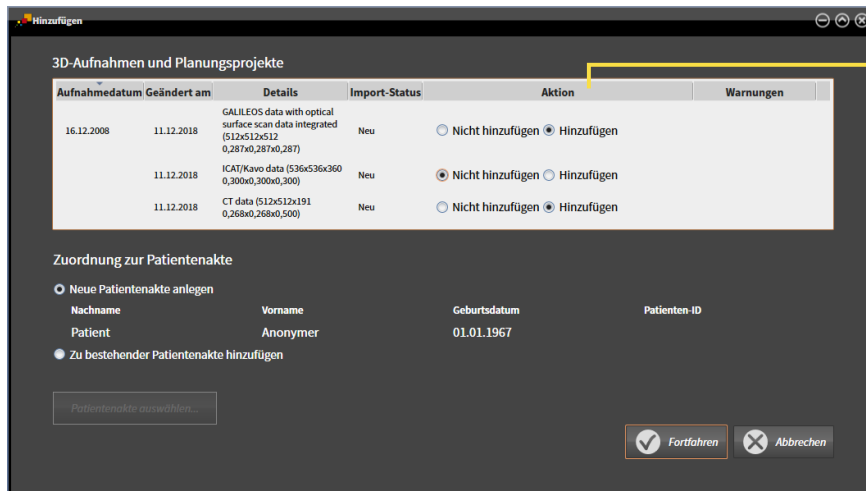 Hinzufügen
3D-Aufnahmen und Planungsprojekte
Aufnahmedatum Geändert am Details Import-Status Aktion Warnungen
GALILEOS data with optical
surface scan data integrated
(512x512x512
0,287x0,287x0,287)
16.12.2008 11.12.2018 Neu Nicht hinzufügen Hinzufügen
ICAT/Kavo data (536x536x360
0,300x0,300x0,300)
11.12.2018 Neu Nicht hinzufügen Hinzufügen
CT data (512x512x191
0,268x0,268x0,500)
11.12.2018 Neu Nicht hinzufügen Hinzufügen
Zuordnung zur Patientenakte
Neue Patientenakte anlegen
Nachname Vorname Geburtsdatum Patienten-ID
Patient Anonymer 01.01.1967
Zu bestehender Patientenakte hinzufügen
Patientenakte auswählen...
Fortfahren Abbrechen